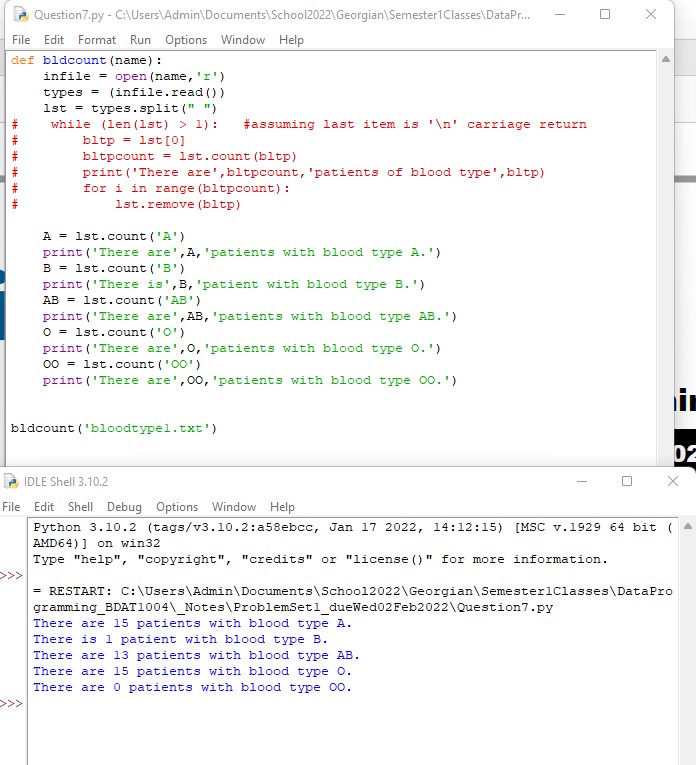 Question7.py - C:\Users\Admin\Documents\School2022\Georgian\Semester1Classes\DataPr...
File Edit Format Run Options Window Help
def bldcount(name):
    infile = open(name,'r')
    types = (infile.read())
    lst = types.split(" ")
#    while (len(lst) > 1):   #assuming last item is '\n' carriage return
#        bltp = lst[0]
#        bltpcount = lst.count(bltp)
#        print('There are',bltpcount,'patients of blood type',bltp)
#        for i in range(bltpcount):
#            lst.remove(bltp)
    A = lst.count('A')
    print('There are',A,'patients with blood type A.')
    B = lst.count('B')
    print('There is',B,'patient with blood type B.')
    AB = lst.count('AB')
    print('There are',AB,'patients with blood type AB.')
    O = lst.count('O')
    print('There are',O,'patients with blood type O.')
    OO = lst.count('OO')
    print('There are',OO,'patients with blood type OO.')
bldcount('bloodtype1.txt')
IDLE Shell 3.10.2
File Edit Shell Debug Options Window Help
Python 3.10.2 (tags/v3.10.2:a58ebcc, Jan 17 2022, 14:12:15) [MSC v.1929 64 bit (
AMD64)] on win32
Type "help", "copyright", "credits" or "license()" for more information.
>>>
= RESTART: C:\Users\Admin\Documents\School2022\Georgian\Semester1Classes\DataPro
gramming_BDAT1004\_Notes\ProblemSet1_dueWed02Feb2022\Question7.py
There are 15 patients with blood type A.
There is 1 patient with blood type B.
There are 13 patients with blood type AB.
There are 15 patients with blood type O.
There are 0 patients with blood type OO.
>>>